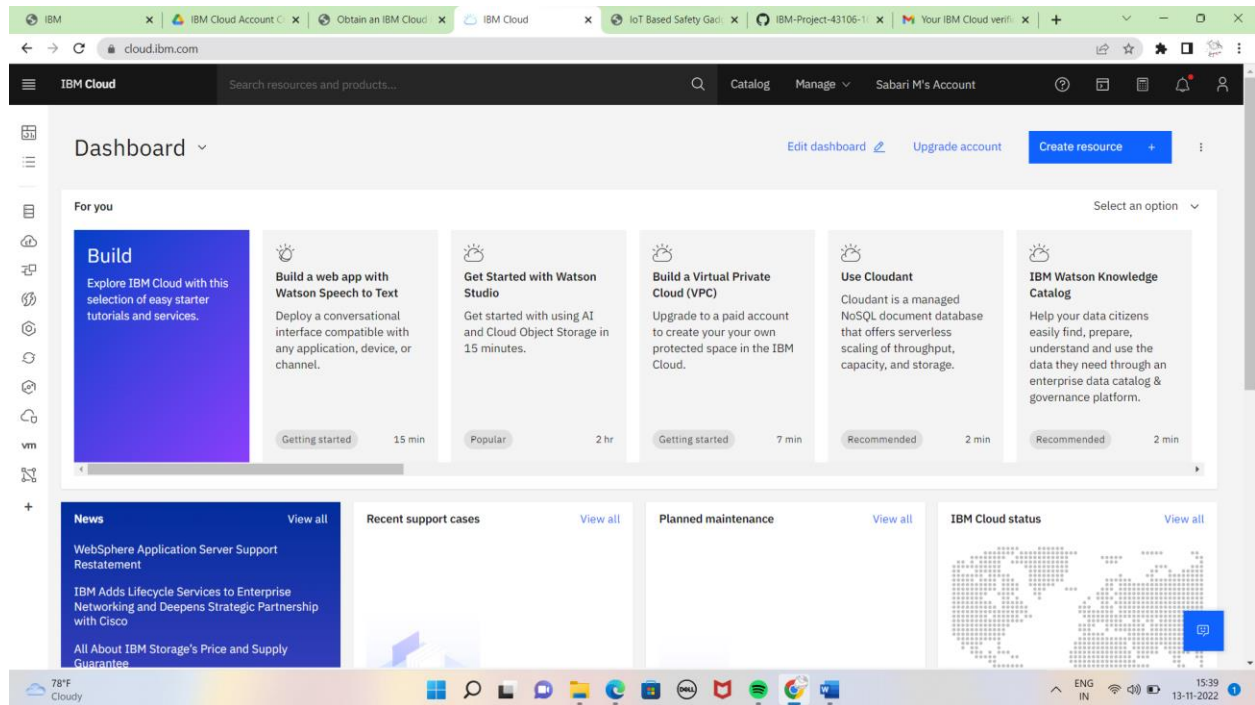 IBM
IBM Cloud Account C
Obtain an IBM Cloud
IBM Cloud
IoT Based Safety Gad
IBM-Project-43106-1
Your IBM Cloud verifi
cloud.ibm.com
IBM Cloud
Search resources and products...
Catalog
Manage
Sabari M's Account
Dashboard
Edit dashboard
Upgrade account
Create resource +
For you
Select an option
Build
Explore IBM Cloud with this
selection of easy starter
tutorials and services.
Build a web app with
Watson Speech to Text
Deploy a conversational
interface compatible with
any application, device, or
channel.
Getting started 15 min
Get Started with Watson
Studio
Get started with using AI
and Cloud Object Storage in
15 minutes.
Popular 2 hr
Build a Virtual Private
Cloud (VPC)
Upgrade to a paid account
to create your your own
protected space in the IBM
Cloud.
Getting started 7 min
Use Cloudant
Cloudant is a managed
NoSQL document database
that offers serverless
scaling of throughput,
capacity, and storage.
Recommended 2 min
IBM Watson Knowledge
Catalog
Help your data citizens
easily find, prepare,
understand and use the
data they need through an
enterprise data catalog &
governance platform.
Recommended 2 min
vm
News View all
WebSphere Application Server Support
Restatement
IBM Adds Lifecycle Services to Enterprise
Networking and Deepens Strategic Partnership
with Cisco
All About IBM Storage's Price and Supply
Guarantee
Recent support cases View all
Planned maintenance View all
IBM Cloud status View all
78°F
Cloudy
DELL
ENG
IN
15:39
13-11-2022
1